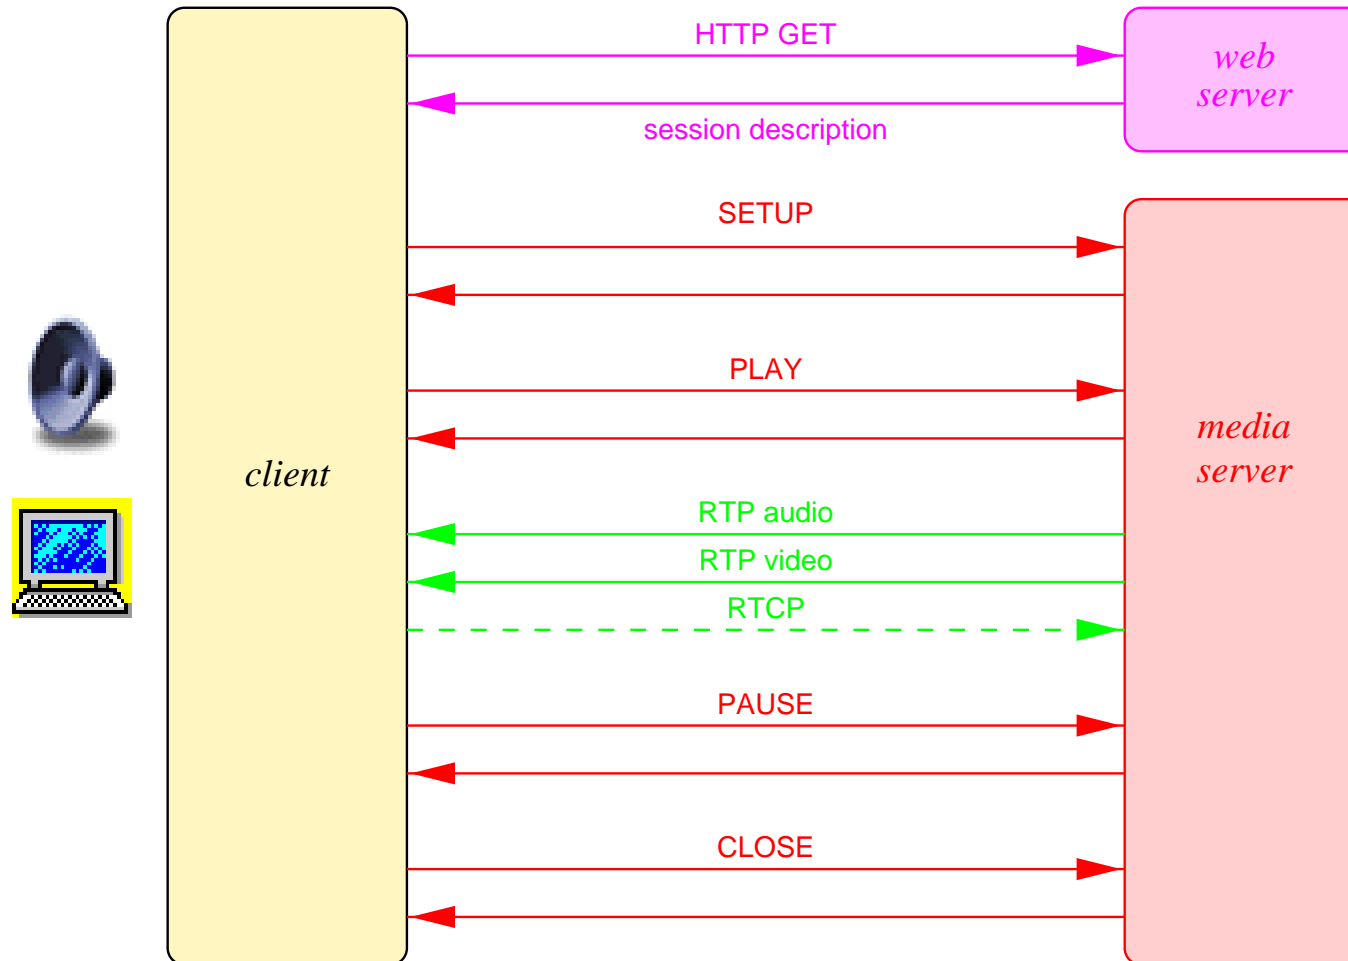 HTTP GET
web
server
session description
SETUP
PLAY
media
server
client
RTP audio
RTP video
RTCP
PAUSE
CLOSE